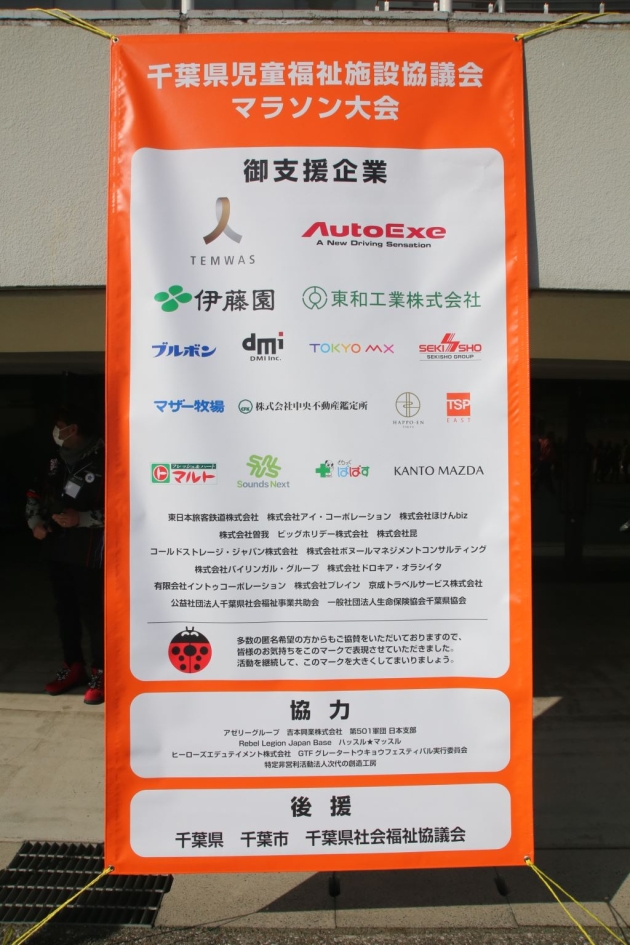 千葉県児童福祉施設協議会
マラソン大会
御支援企業
TEMWAS
AutoExe
A New Driving Sensation
伊藤園
東和工業株式会社
ブルボン
dmi
DMI Inc.
TOKYO MX
SEKISHO
SEKISHO GROUP
マザー牧場
株式会社中央不動産鑑定所
HAPPO-EN
TSP
EAST
フレッシュ&ハート
マルト
Sounds Next
ぱぱす
KANTO MAZDA
東日本旅客鉄道株式会社 株式会社アイ・コーポレーション 株式会社ほけんbiz
株式会社曽我 ビッグホリデー株式会社 株式会社昆
コールドストレージ・ジャパン株式会社 株式会社ボヌールマネジメントコンサルティング
株式会社バイリンガル・グループ 株式会社ドロキア・オラシイタ
有限会社イントゥコーポレーション 株式会社ブレイン 京成トラベルサービス株式会社
公益社団法人千葉県社会福祉事業共助会 一般社団法人生命保険協会千葉県協会
多数の匿名希望の方からもご協賛をいただいておりますので、
皆様のお気持ちをこのマークで表現させていただきました。
活動を継続して、このマークを大きくしてまいりましょう。
協力
アゼリーグループ 吉本興業株式会社 第501軍団 日本支部
Rebel Legion Japan Base ハッスル★マッスル
ヒーローズエデュテイメント株式会社 GTF グレータートウキョウフェスティバル実行委員会
特定非営利活動法人次代の創造工房
後援
千葉県 千葉市 千葉県社会福祉協議会